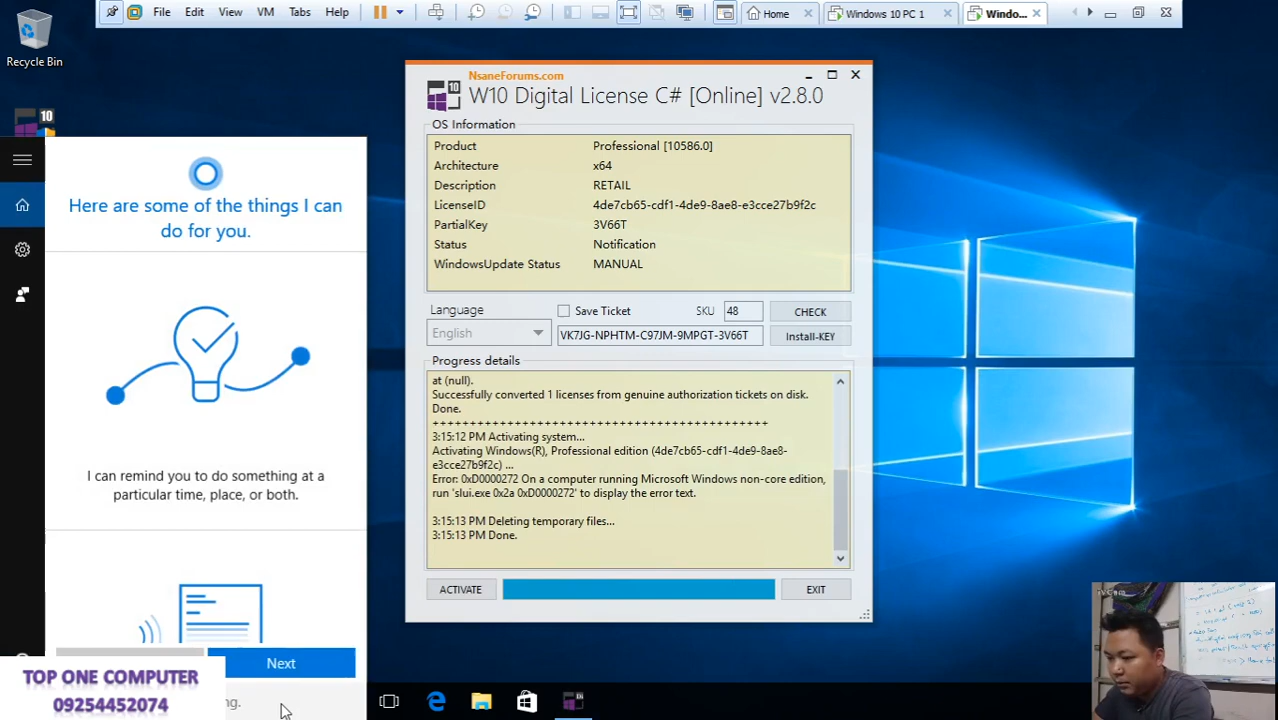 File Edit View VM Tabs Help
Home
Windows 10 PC 1
Windo...
Recycle Bin
10
NsaneForums.com
10
W10 Digital License C# [Online] v2.8.0
OS Information
Product Professional [10586.0]
Architecture x64
Description RETAIL
LicenseID 4de7cb65-cdf1-4de9-8ae8-e3cce27b9f2c
PartialKey 3V66T
Status Notification
WindowsUpdate Status MANUAL
Language Save Ticket SKU 48 CHECK
English VK7JG-NPHTM-C97JM-9MPGT-3V66T Install-KEY
Progress details
at (null).
Successfully converted 1 licenses from genuine authorization tickets on disk.
Done.
++++++++++++++++++++++++++++++++++++++++++++
3:15:12 PM Activating system...
Activating Windows(R), Professional edition (4de7cb65-cdf1-4de9-8ae8-
e3cce27b9f2c) ...
Error: 0xD0000272 On a computer running Microsoft Windows non-core edition,
run 'slui.exe 0x2a 0xD0000272' to display the error text.
3:15:13 PM Deleting temporary files...
3:15:13 PM Done.
ACTIVATE EXIT
Here are some of the things I can
do for you.
I can remind you to do something at a
particular time, place, or both.
Next
ng.
TOP ONE COMPUTER
09254452074